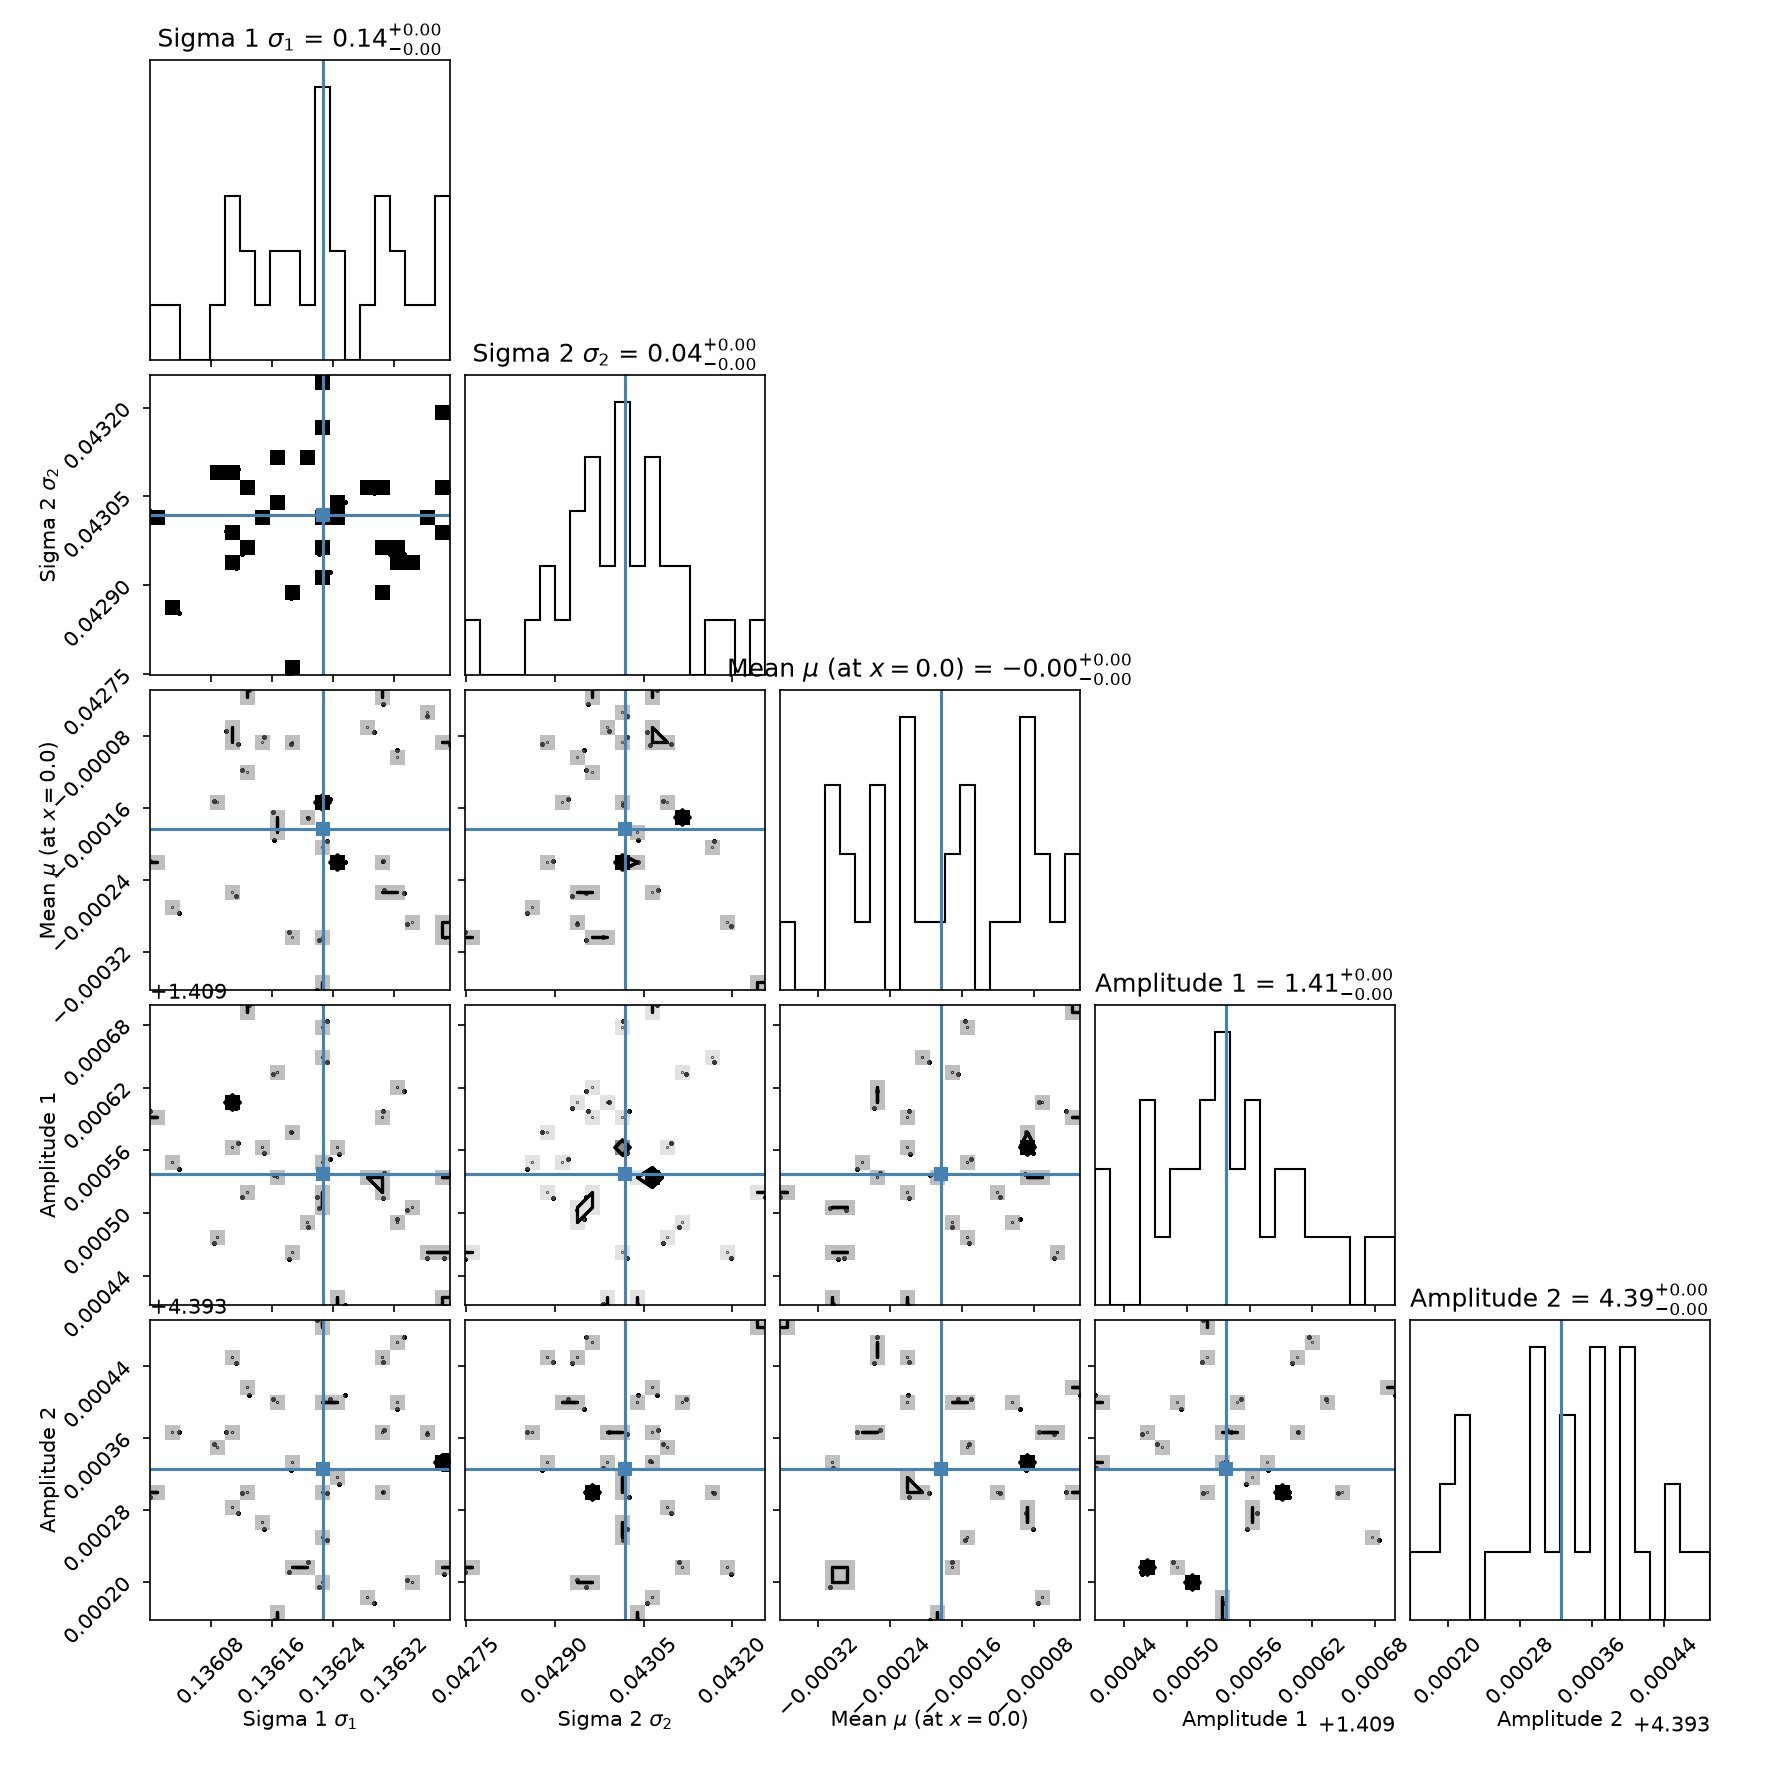 Sigma 1 σ₁ = 0.14 +0.00 −0.00
Sigma 2 σ₂ = 0.04 +0.00 −0.00
Sigma 2 σ₂
0.04320
0.04305
0.04290
0.04275
Mean μ (at x = 0.0) = −0.00 +0.00 −0.00
Mean μ (at x = 0.0)
−0.00008
−0.00016
−0.00024
−0.00032
Amplitude 1 = 1.41 +0.00 −0.00
+1.409
Amplitude 1
0.00068
0.00062
0.00056
0.00050
0.00044
Amplitude 2 = 4.39 +0.00 −0.00
+4.393
Amplitude 2
0.00044
0.00036
0.00028
0.00020
0.13608 0.13616 0.13624 0.13632
0.04275 0.04290 0.04305 0.04320
−0.00032 −0.00024 −0.00016 −0.00008
0.00044 0.00050 0.00056 0.00062 0.00068
0.00020 0.00028 0.00036 0.00044
Sigma 1 σ₁
Sigma 2 σ₂
Mean μ (at x = 0.0)
Amplitude 1 +1.409
Amplitude 2 +4.393